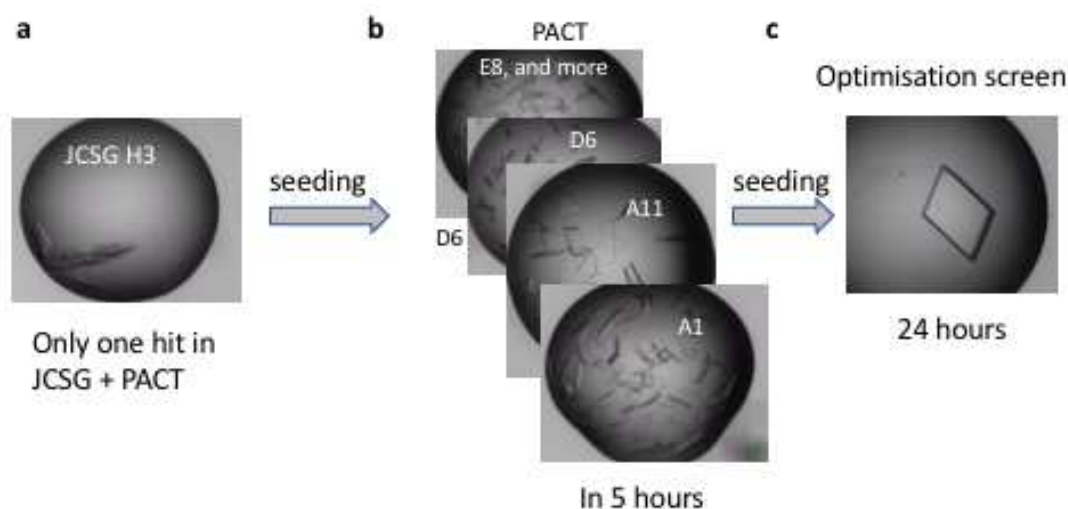 a
JCSG H3
Only one hit in
JCSG + PACT
seeding
b
PACT
E8, and more
D6
D6
A11
A1
In 5 hours
seeding
c
Optimisation screen
24 hours